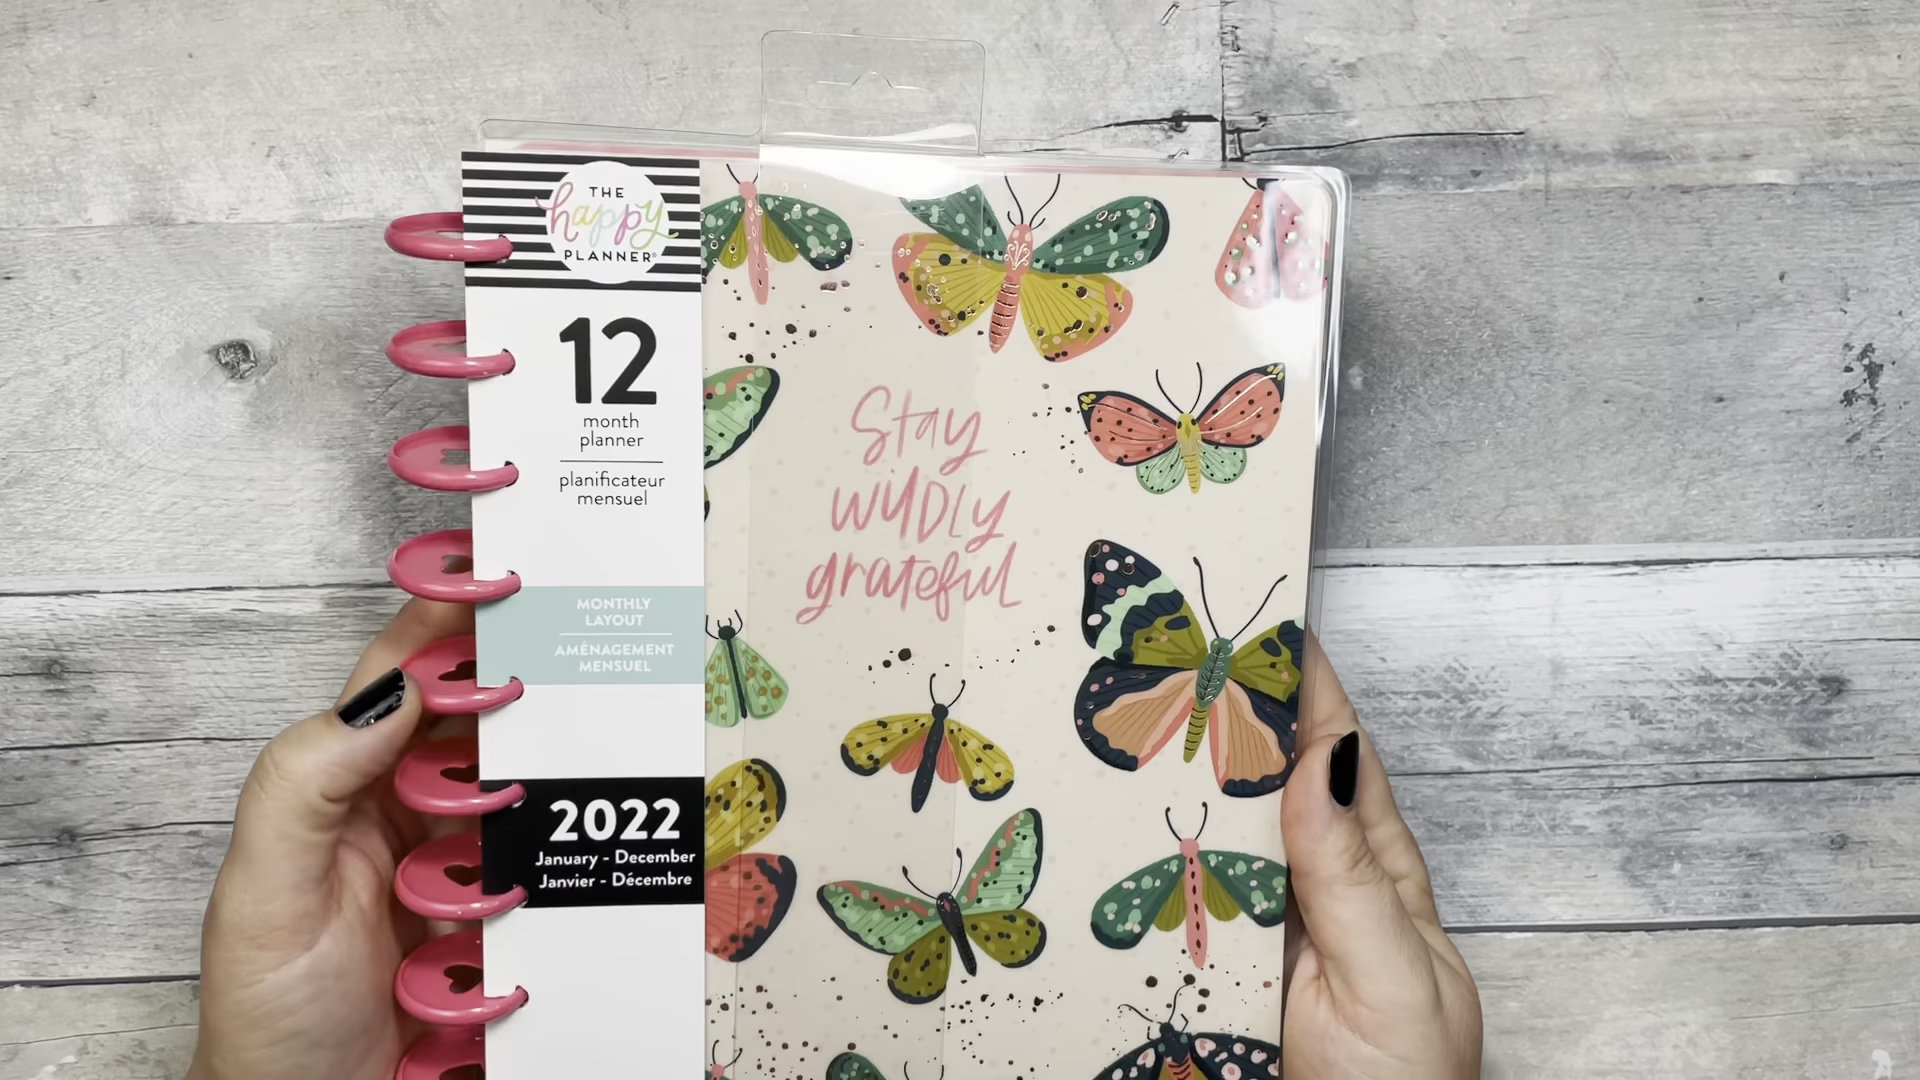 THE
happy
PLANNER®
12
month
planner
planificateur
mensuel
MONTHLY
LAYOUT
AMÉNAGEMENT
MENSUEL
2022
January - December
Janvier - Décembre
Stay
wildly
grateful